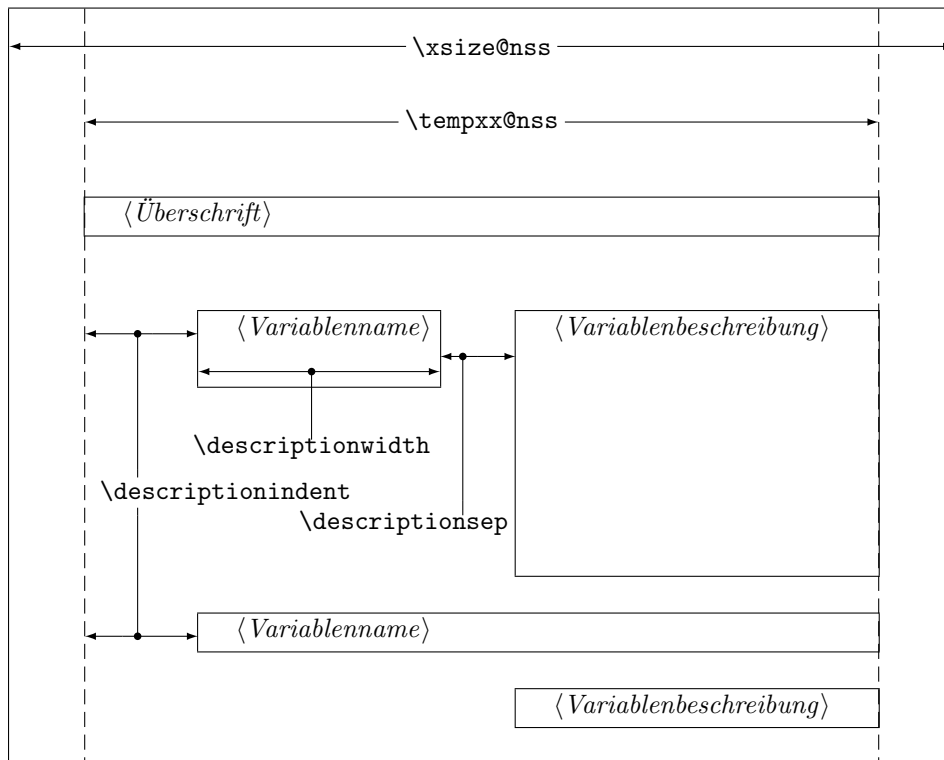 \xsize@nss
\tempxx@nss
⟨Überschrift⟩
⟨Variablenname⟩ ⟨Variablenbeschreibung⟩
\descriptionwidth
\descriptionindent
\descriptionsep
⟨Variablenname⟩
⟨Variablenbeschreibung⟩